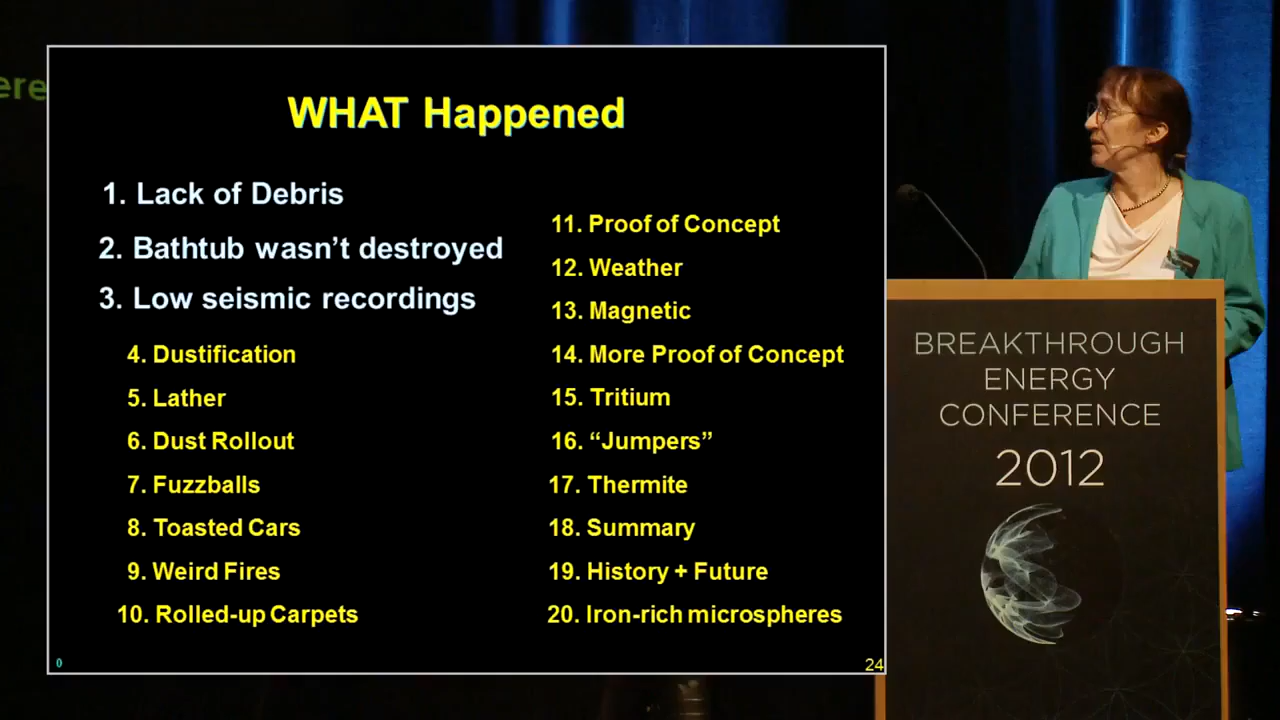 ere
WHAT Happened
1. Lack of Debris
2. Bathtub wasn't destroyed
3. Low seismic recordings
4. Dustification
5. Lather
6. Dust Rollout
7. Fuzzballs
8. Toasted Cars
9. Weird Fires
10. Rolled-up Carpets
11. Proof of Concept
12. Weather
13. Magnetic
14. More Proof of Concept
15. Tritium
16. “Jumpers”
17. Thermite
18. Summary
19. History + Future
20. Iron-rich microspheres
0
24
BREAKTHROUGH
ENERGY
CONFERENCE
2012